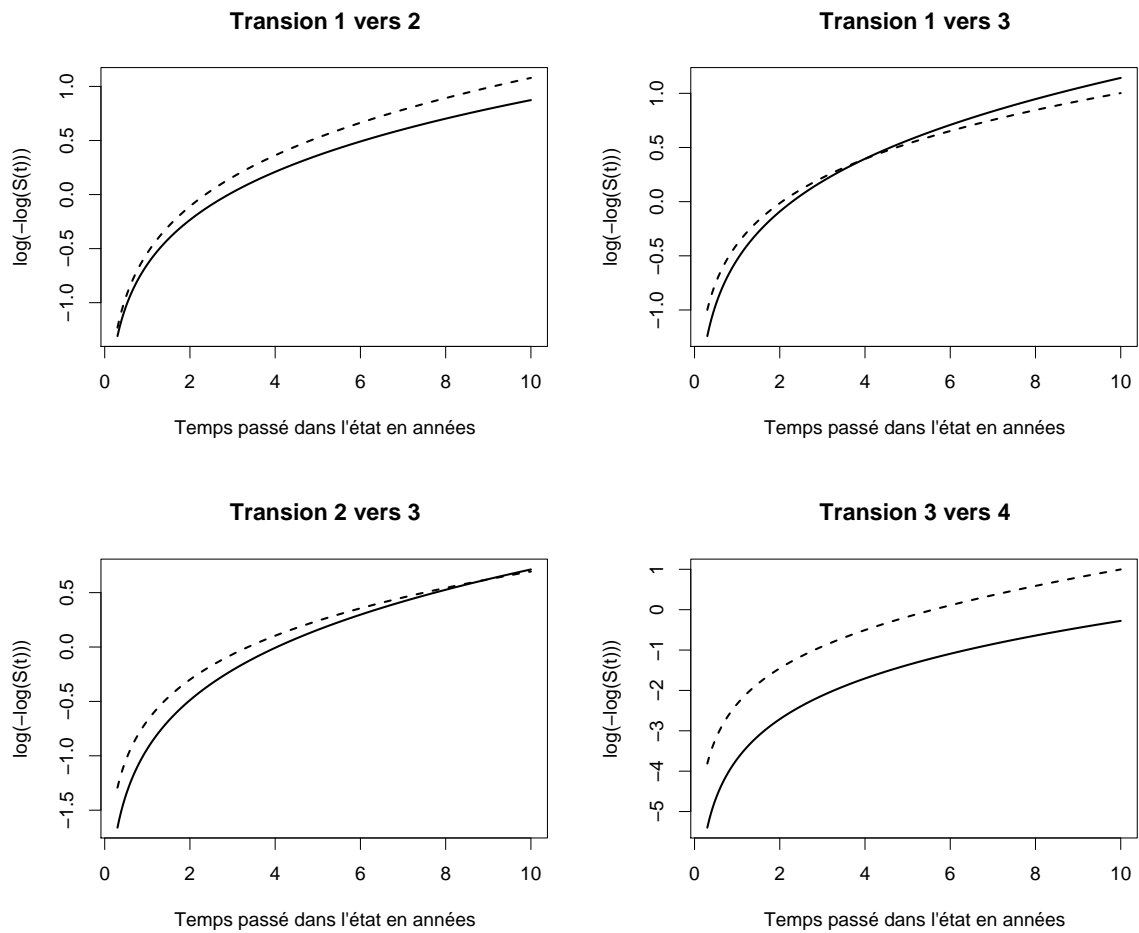 Transion 1 vers 2
log(−log(S(t)))
1.0
0.5
0.0
−0.5
−1.0
0 2 4 6 8 10
Temps passé dans l'état en années
Transion 1 vers 3
log(−log(S(t)))
1.0
0.5
0.0
−0.5
−1.0
0 2 4 6 8 10
Temps passé dans l'état en années
Transion 2 vers 3
log(−log(S(t)))
0.5
0.0
−0.5
−1.0
−1.5
0 2 4 6 8 10
Temps passé dans l'état en années
Transion 3 vers 4
log(−log(S(t)))
1
0
−1
−2
−3
−4
−5
0 2 4 6 8 10
Temps passé dans l'état en années